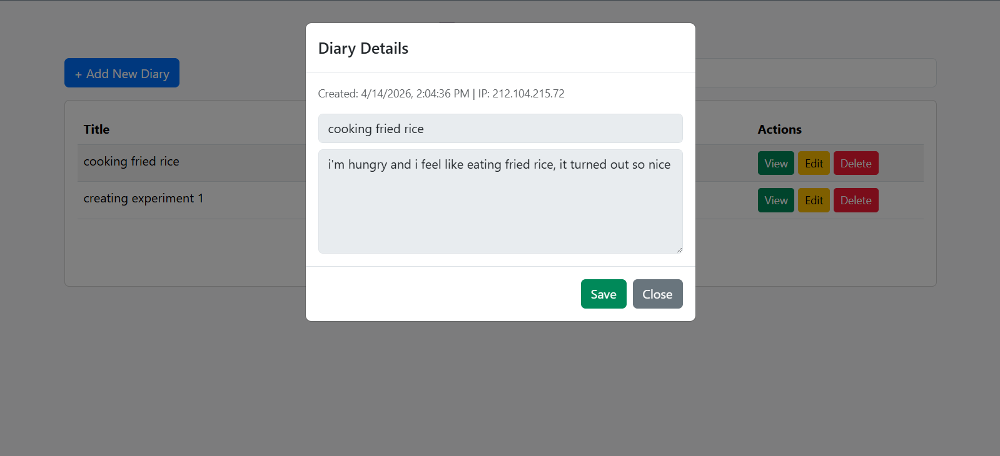 Diary Details
Created: 4/14/2026, 2:04:36 PM | IP: 212.104.215.72
cooking fried rice
i'm hungry and i feel like eating fried rice, it turned out so nice
Save Close
+ Add New Diary
Title Actions
cooking fried rice View Edit Delete
creating experiment 1 View Edit Delete